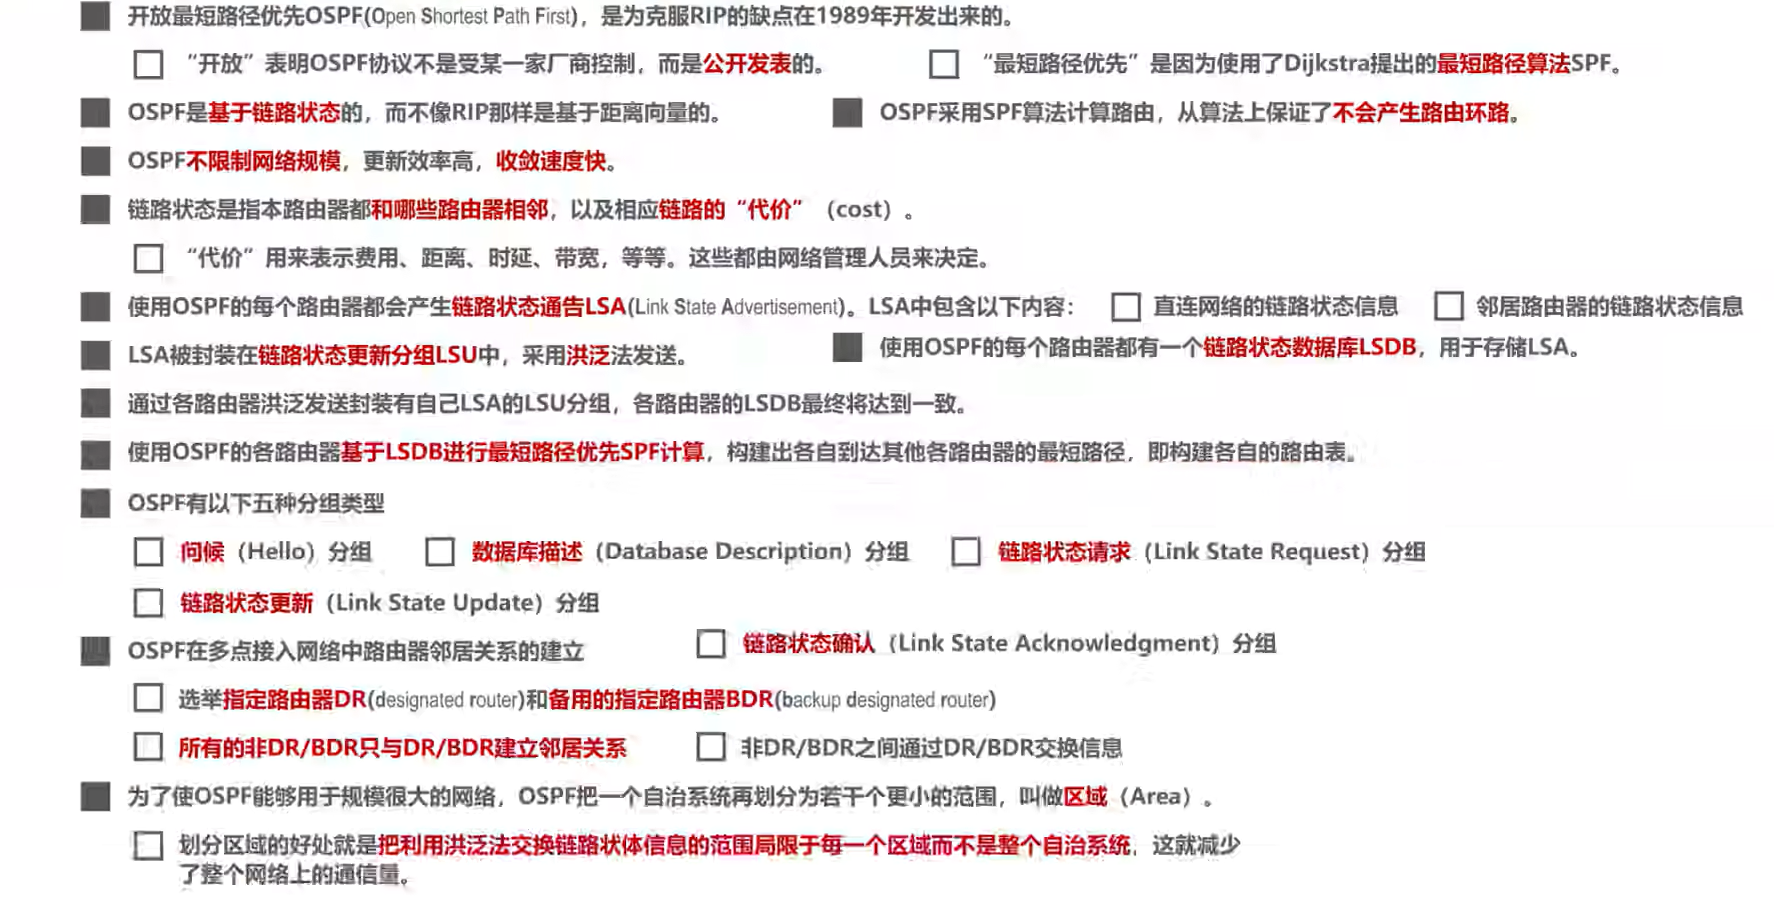 开放最短路径优先OSPF(Open Shortest Path First)，是为克服RIP的缺点在1989年开发出来的。
“开放”表明OSPF协议不是受某一家厂商控制，而是公开发表的。
“最短路径优先”是因为使用了Dijkstra提出的最短路径算法SPF。
OSPF是基于链路状态的，而不像RIP那样是基于距离向量的。
OSPF采用SPF算法计算路由，从算法上保证了不会产生路由环路。
OSPF不限制网络规模，更新效率高，收敛速度快。
链路状态是指本路由器都和哪些路由器相邻，以及相应链路的“代价”（cost）。
“代价”用来表示费用、距离、时延、带宽，等等。这些都由网络管理人员来决定。
使用OSPF的每个路由器都会产生链路状态通告LSA(Link State Advertisement)。LSA中包含以下内容：
直连网络的链路状态信息
邻居路由器的链路状态信息
LSA被封装在链路状态更新分组LSU中，采用洪泛法发送。
使用OSPF的每个路由器都有一个链路状态数据库LSDB，用于存储LSA。
通过各路由器洪泛发送封装有自己LSA的LSU分组，各路由器的LSDB最终将达到一致。
使用OSPF的各路由器基于LSDB进行最短路径优先SPF计算，构建出各自到达其他各路由器的最短路径，即构建各自的路由表。
OSPF有以下五种分组类型
问候（Hello）分组
数据库描述（Database Description）分组
链路状态请求（Link State Request）分组
链路状态更新（Link State Update）分组
链路状态确认（Link State Acknowledgment）分组
OSPF在多点接入网络中路由器邻居关系的建立
选举指定路由器DR(designated router)和备用的指定路由器BDR(backup designated router)
所有的非DR/BDR只与DR/BDR建立邻居关系
非DR/BDR之间通过DR/BDR交换信息
为了使OSPF能够用于规模很大的网络，OSPF把一个自治系统再划分为若干个更小的范围，叫做区域（Area）。
划分区域的好处就是把利用洪泛法交换链路状体信息的范围局限于每一个区域而不是整个自治系统，这就减少
了整个网络上的通信量。